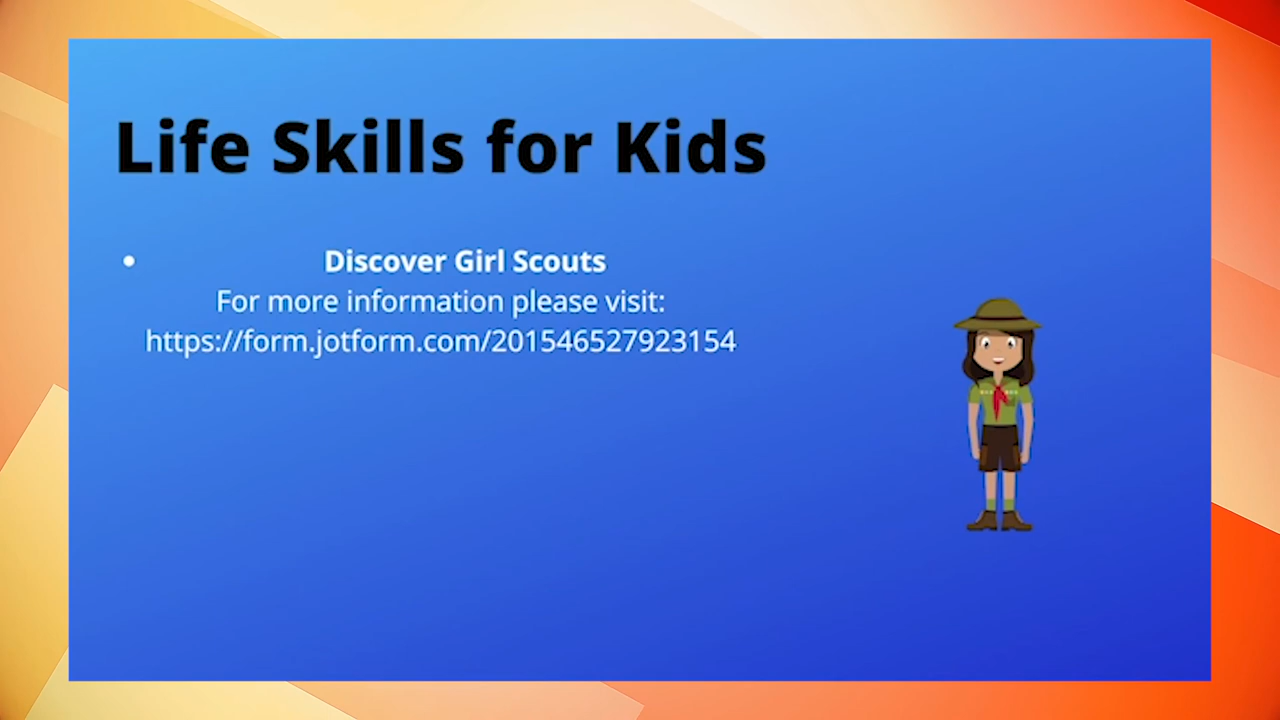 Life Skills for Kids
• Discover Girl Scouts
For more information please visit:
https://form.jotform.com/201546527923154